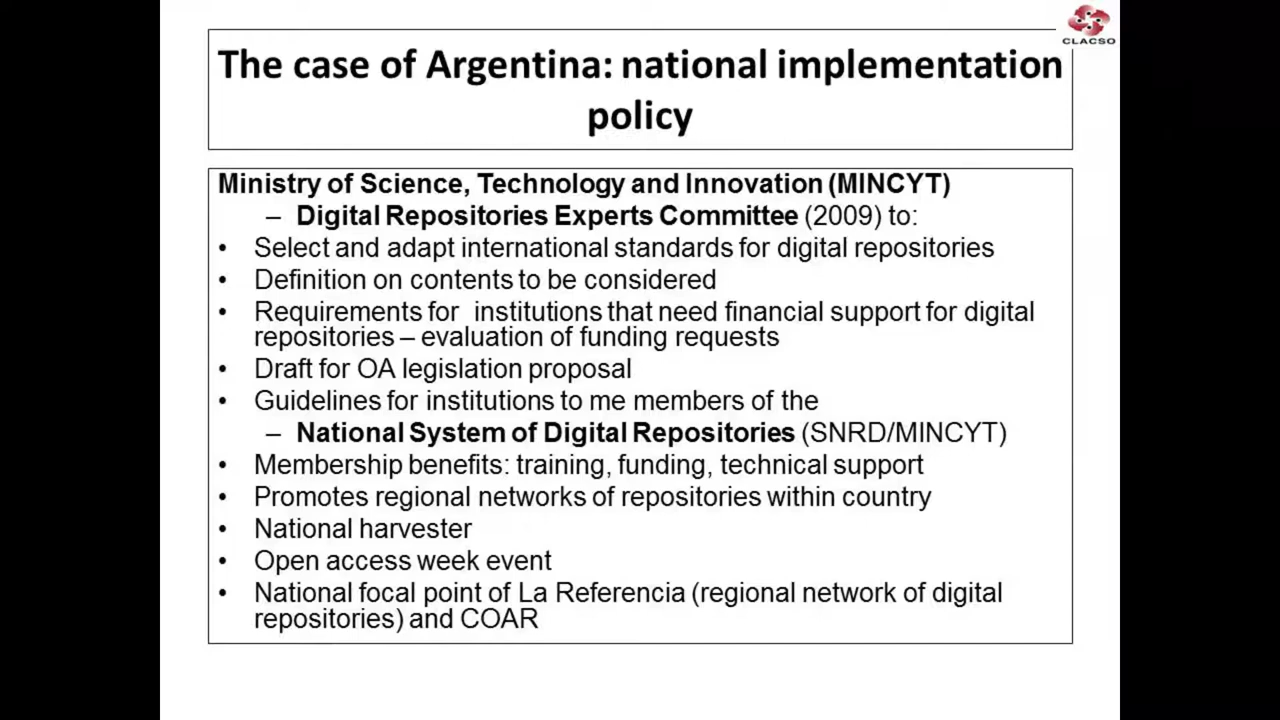 CLACSO
The case of Argentina: national implementation
policy
Ministry of Science, Technology and Innovation (MINCYT)
– Digital Repositories Experts Committee (2009) to:
• Select and adapt international standards for digital repositories
• Definition on contents to be considered
• Requirements for  institutions that need financial support for digital
repositories – evaluation of funding requests
• Draft for OA legislation proposal
• Guidelines for institutions to me members of the
– National System of Digital Repositories (SNRD/MINCYT)
• Membership benefits: training, funding, technical support
• Promotes regional networks of repositories within country
• National harvester
• Open access week event
• National focal point of La Referencia (regional network of digital
repositories) and COAR